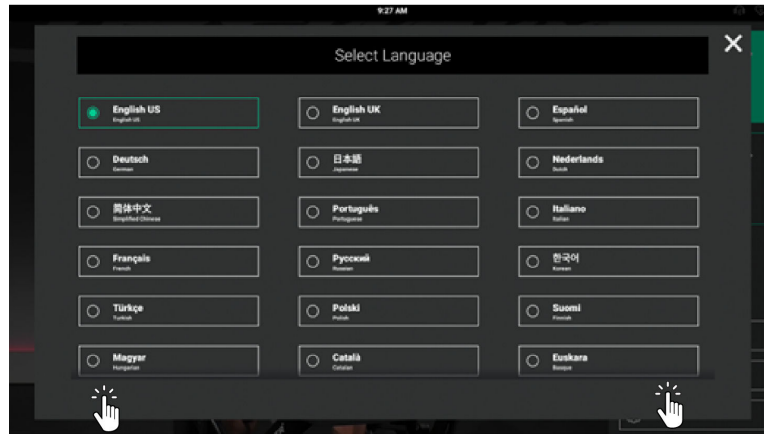 9:27 AM
Select Language
English US
English US
English UK
English UK
Español
Spanish
Deutsch
German
日本語
Japanese
Nederlands
Dutch
简体中文
Simplified Chinese
Português
Portuguese
Italiano
Italian
Français
French
Русский
Russian
한국어
Korean
Türkçe
Turkish
Polski
Polish
Suomi
Finnish
Magyar
Hungarian
Català
Catalan
Euskara
Basque